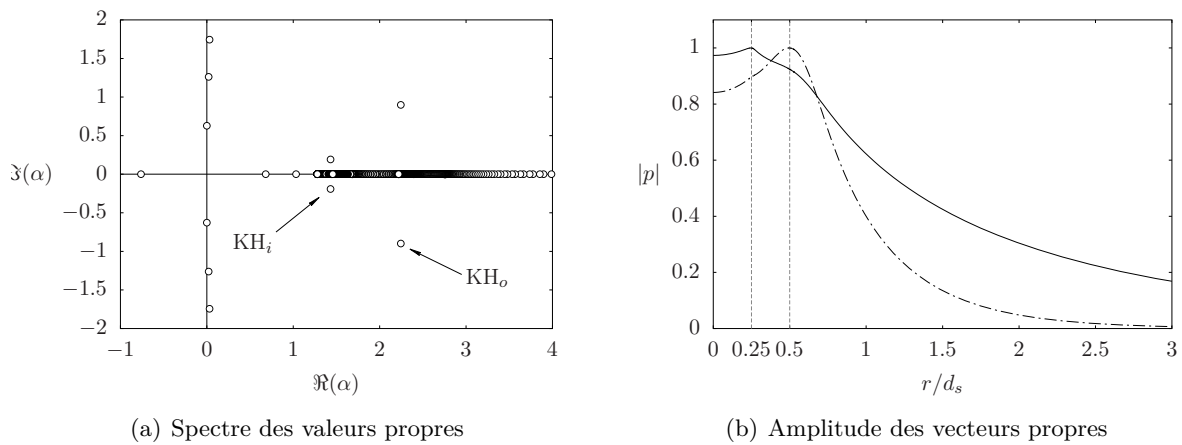 2
1.5
1
0.5
0
−0.5
−1
−1.5
−2
ℑ(α)
KH_i
KH_o
−1 0 1 2 3 4
ℜ(α)
(a) Spectre des valeurs propres
1
0.8
0.6
0.4
0.2
0
|p|
0 0.25 0.5 1 1.5 2 2.5 3
r/d_s
(b) Amplitude des vecteurs propres